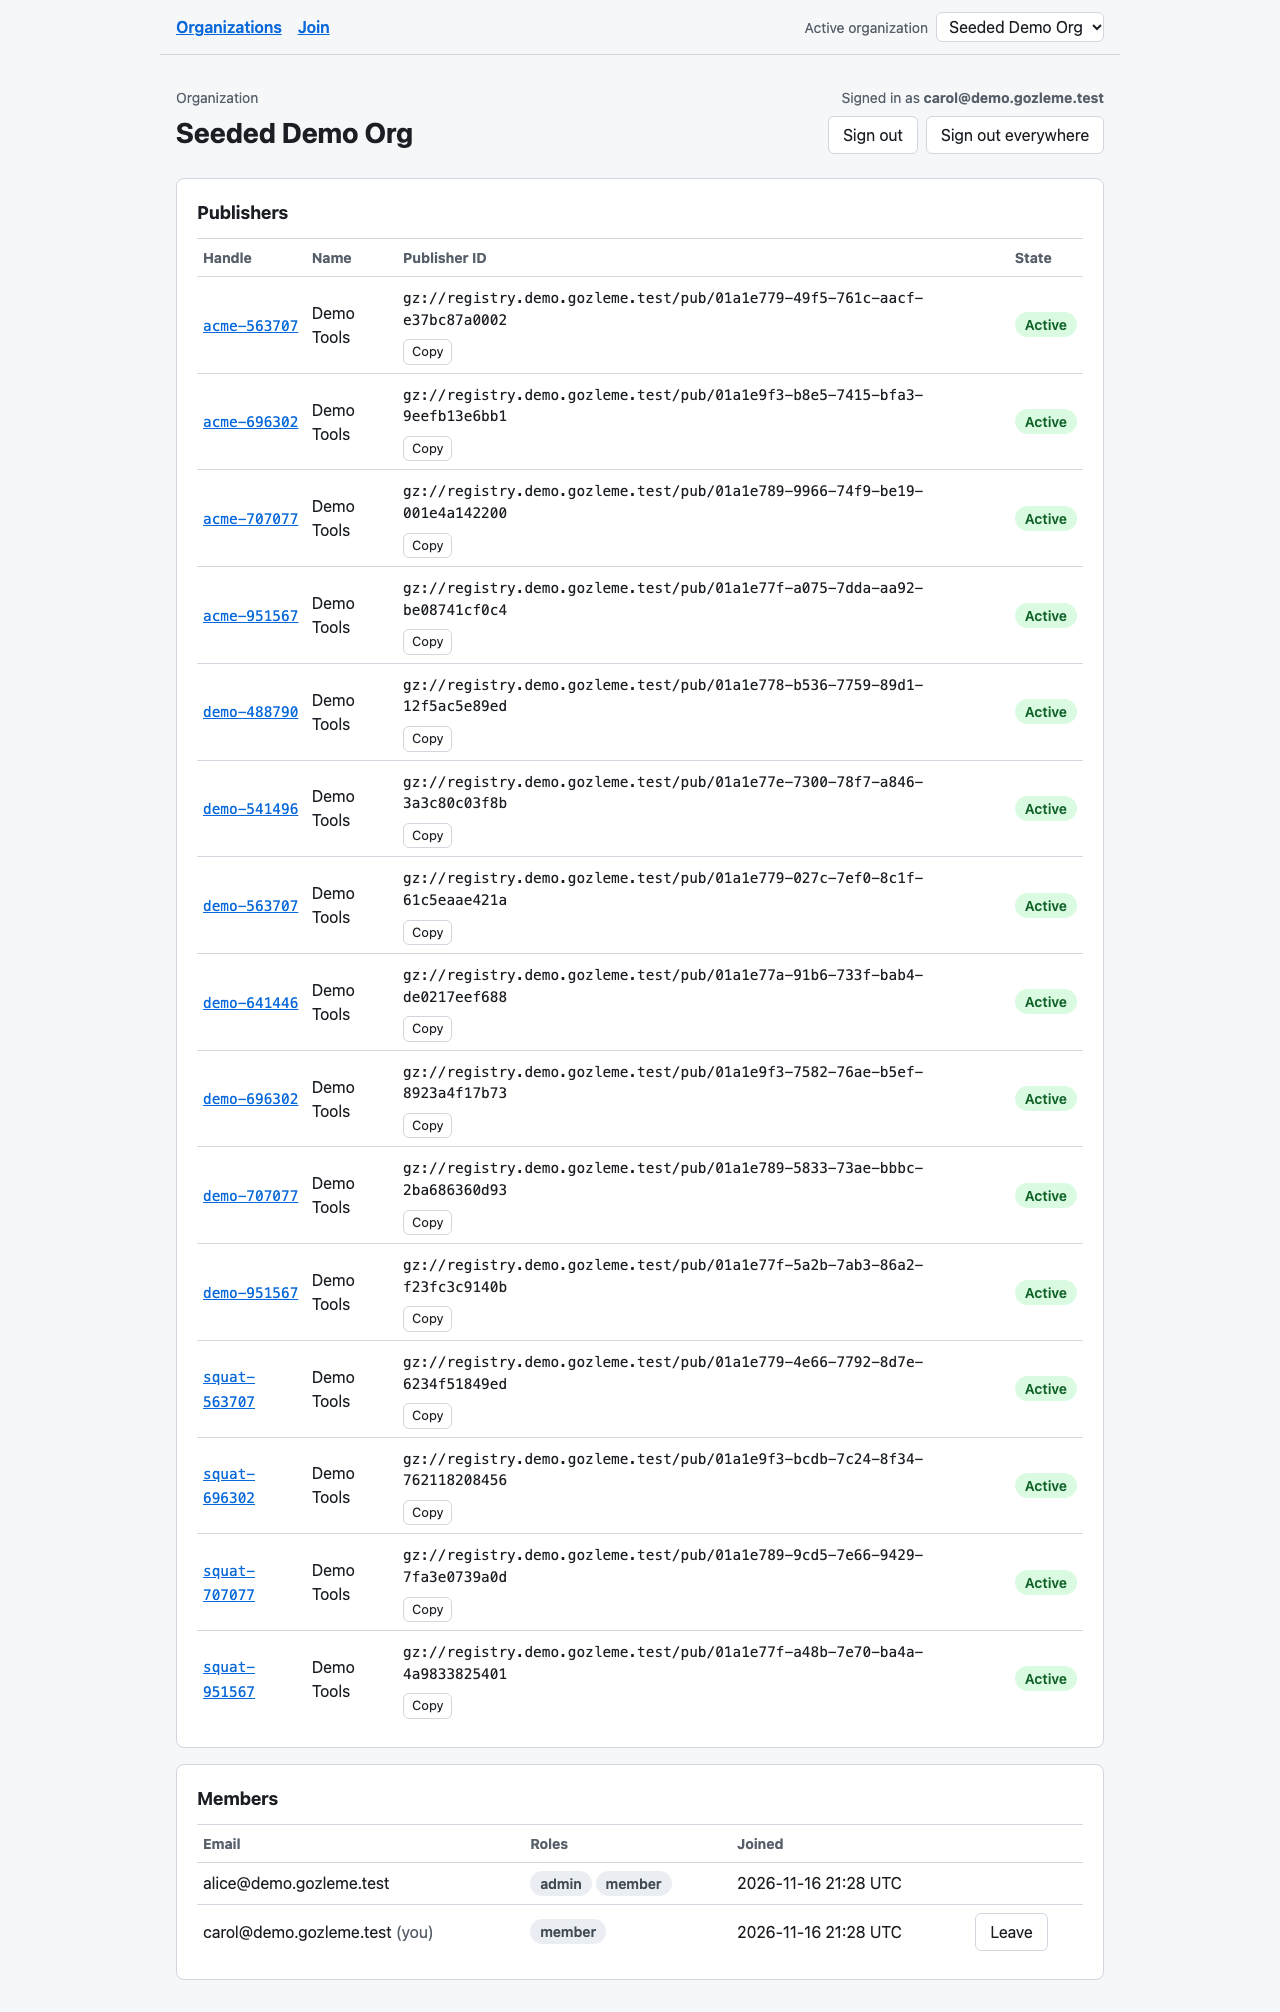 Organizations Join Active organization Seeded Demo Org
Organization Signed in as carol@demo.gozleme.test
Seeded Demo Org Sign out Sign out everywhere
Publishers
Handle Name Publisher ID State
acme-563707 Demo Tools gz://registry.demo.gozleme.test/pub/01a1e779-49f5-761c-aacf-
e37bc87a0002
Copy Active
acme-696302 Demo Tools gz://registry.demo.gozleme.test/pub/01a1e9f3-b8e5-7415-bfa3-
9eefb13e6bb1
Copy Active
acme-707077 Demo Tools gz://registry.demo.gozleme.test/pub/01a1e789-9966-74f9-be19-
001e4a142200
Copy Active
acme-951567 Demo Tools gz://registry.demo.gozleme.test/pub/01a1e77f-a075-7dda-aa92-
be08741cf0c4
Copy Active
demo-488790 Demo Tools gz://registry.demo.gozleme.test/pub/01a1e778-b536-7759-89d1-
12f5ac5e89ed
Copy Active
demo-541496 Demo Tools gz://registry.demo.gozleme.test/pub/01a1e77e-7300-78f7-a846-
3a3c80c03f8b
Copy Active
demo-563707 Demo Tools gz://registry.demo.gozleme.test/pub/01a1e779-027c-7ef0-8c1f-
61c5eaae421a
Copy Active
demo-641446 Demo Tools gz://registry.demo.gozleme.test/pub/01a1e77a-91b6-733f-bab4-
de0217eef688
Copy Active
demo-696302 Demo Tools gz://registry.demo.gozleme.test/pub/01a1e9f3-7582-76ae-b5ef-
8923a4f17b73
Copy Active
demo-707077 Demo Tools gz://registry.demo.gozleme.test/pub/01a1e789-5833-73ae-bbbc-
2ba686360d93
Copy Active
demo-951567 Demo Tools gz://registry.demo.gozleme.test/pub/01a1e77f-5a2b-7ab3-86a2-
f23fc3c9140b
Copy Active
squat-563707 Demo Tools gz://registry.demo.gozleme.test/pub/01a1e779-4e66-7792-8d7e-
6234f51849ed
Copy Active
squat-696302 Demo Tools gz://registry.demo.gozleme.test/pub/01a1e9f3-bcdb-7c24-8f34-
762118208456
Copy Active
squat-707077 Demo Tools gz://registry.demo.gozleme.test/pub/01a1e789-9cd5-7e66-9429-
7fa3e0739a0d
Copy Active
squat-951567 Demo Tools gz://registry.demo.gozleme.test/pub/01a1e77f-a48b-7e70-ba4a-
4a9833825401
Copy Active
Members
Email Roles Joined
alice@demo.gozleme.test admin member 2026-11-16 21:28 UTC
carol@demo.gozleme.test (you) member 2026-11-16 21:28 UTC Leave